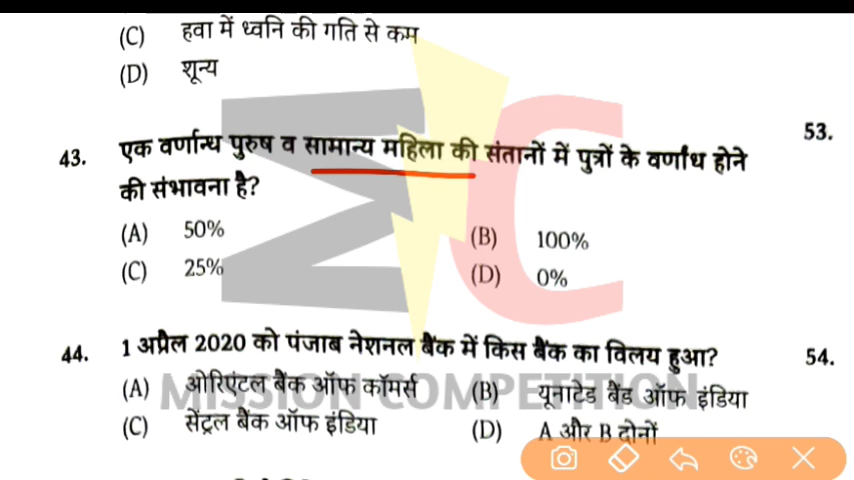 (C) हवा में ध्वनि की गति से कम
(D) शून्य
43. एक वर्णान्ध पुरुष व सामान्य महिला की संतानों में पुत्रों के वर्णांध होने
की संभावना है?
(A) 50% (B) 100%
(C) 25% (D) 0%
44. 1 अप्रैल 2020 को पंजाब नेशनल बैंक में किस बैंक का विलय हुआ?
(A) ओरिएंटल बैंक ऑफ कॉमर्स (B) यूनाटेड बैंड ऑफ इंडिया
(C) सेंट्रल बैंक ऑफ इंडिया (D) A और B दोनों
53.
54.
MISSION COMPETITION